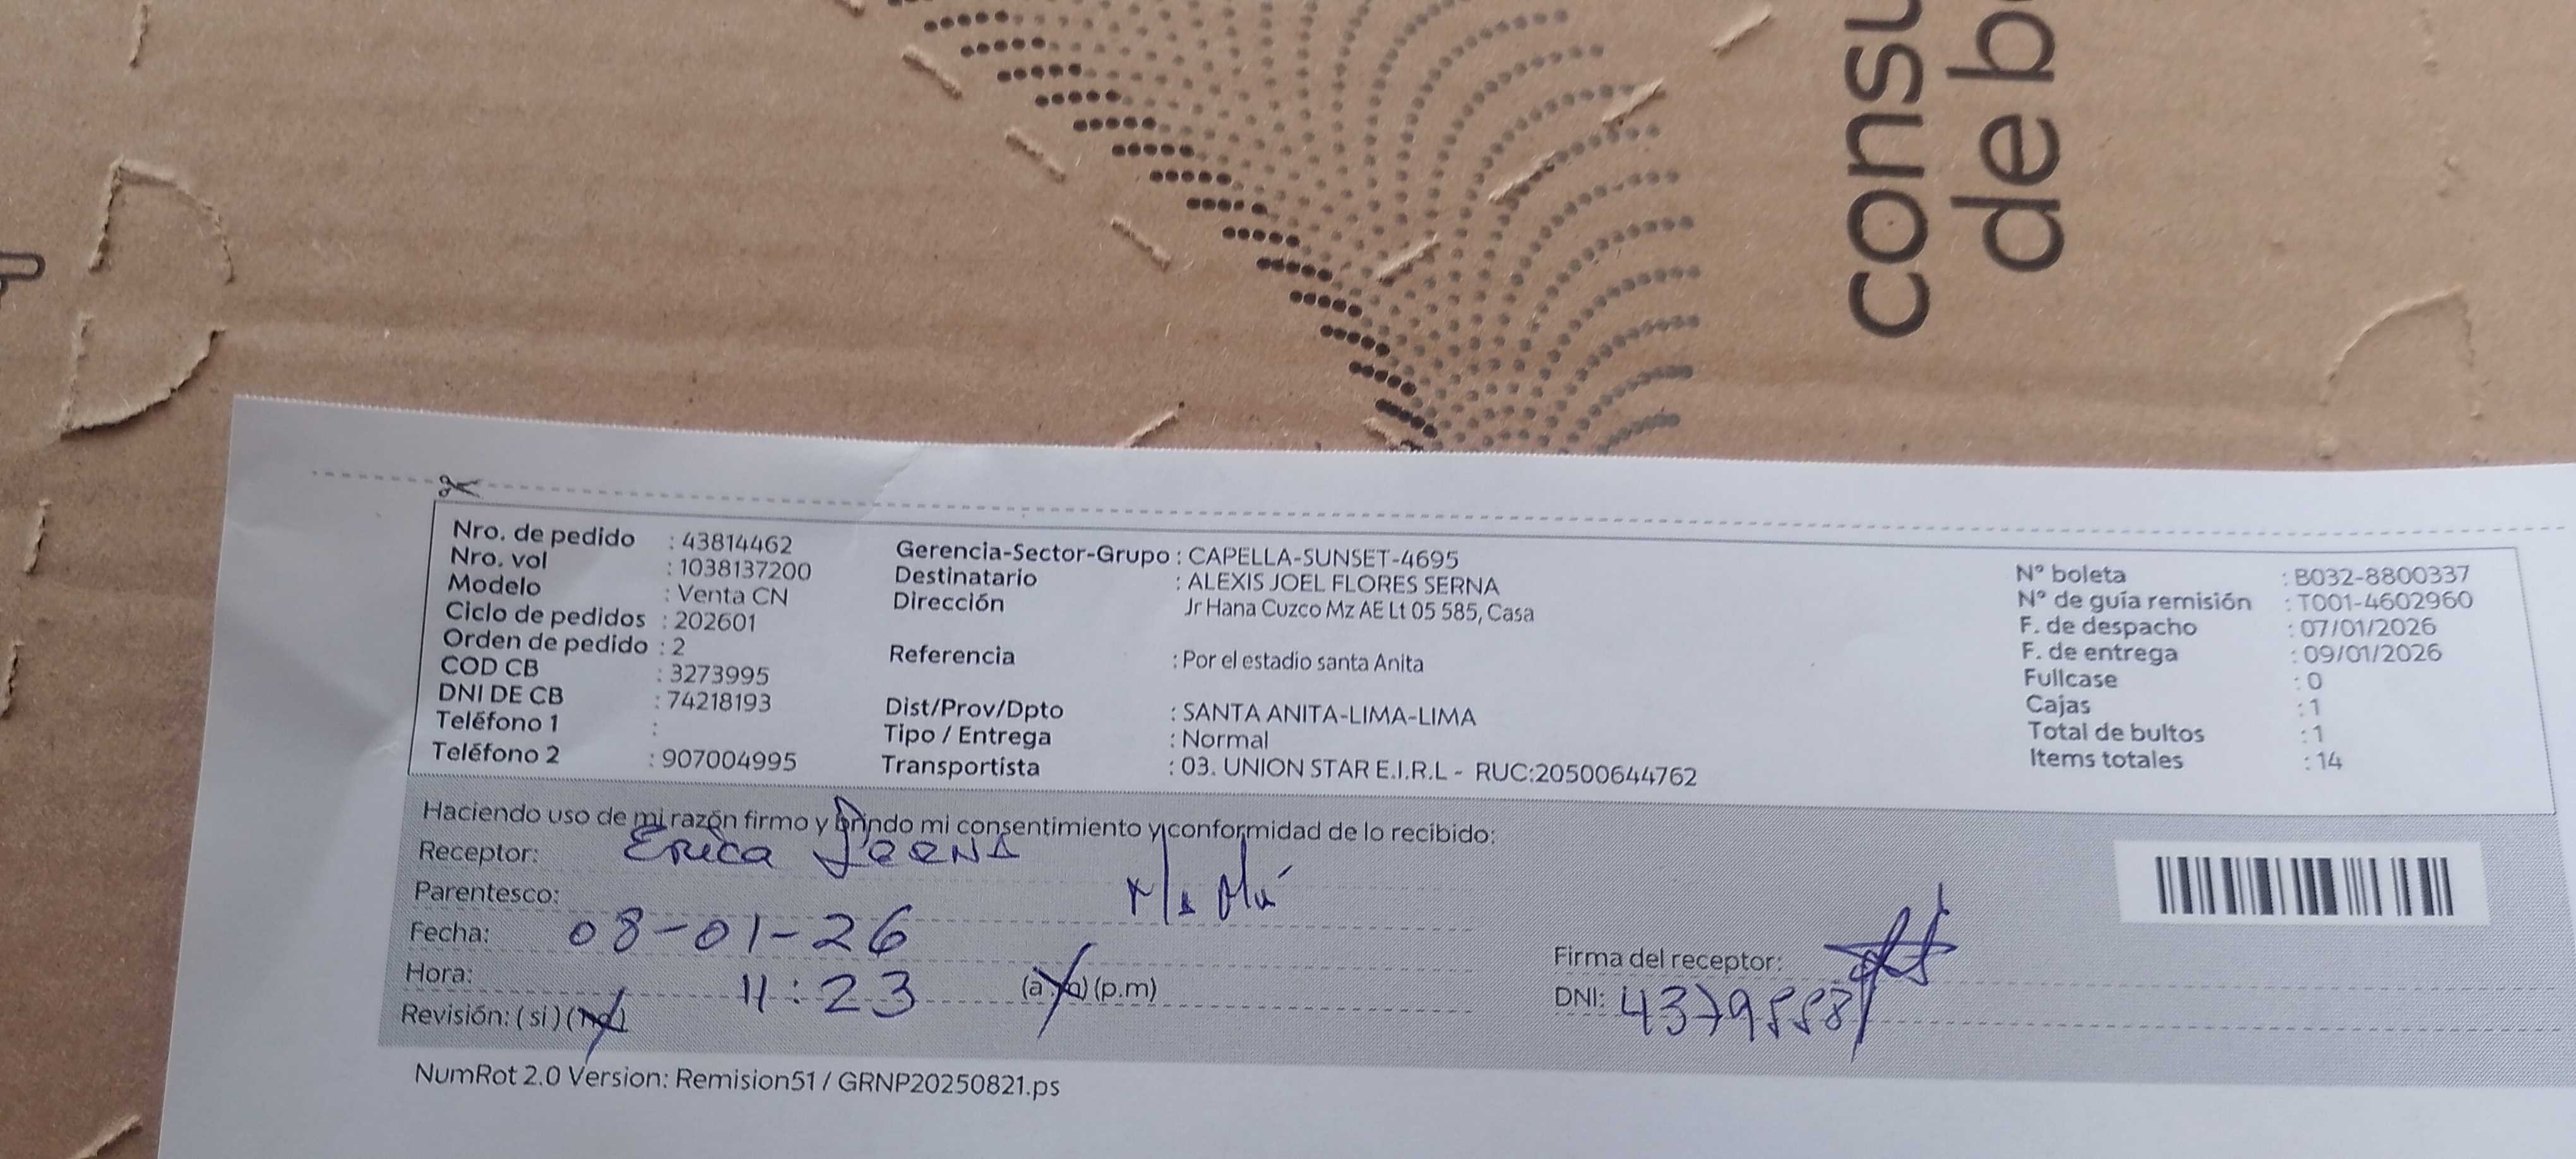 consu
de b
Nro. de pedido : 43814462
Nro. vol : 1038137200
Modelo : Venta CN
Ciclo de pedidos : 202601
Orden de pedido : 2
COD CB : 3273995
DNI DE CB : 74218193
Teléfono 1 :
Teléfono 2 : 907004995
Gerencia-Sector-Grupo : CAPELLA-SUNSET-4695
Destinatario : ALEXIS JOEL FLORES SERNA
Dirección Jr Hana Cuzco Mz AE Lt 05 585, Casa
Referencia : Por el estadio santa Anita
Dist/Prov/Dpto : SANTA ANITA-LIMA-LIMA
Tipo / Entrega : Normal
Transportista : 03. UNION STAR E.I.R.L - RUC:20500644762
N° boleta : B032-8800337
N° de guía remisión : T001-4602960
F. de despacho : 07/01/2026
F. de entrega : 09/01/2026
Fullcase : 0
Cajas : 1
Total de bultos : 1
Items totales : 14
Haciendo uso de mi razón firmo y brindo mi consentimiento y conformidad de lo recibido:
Receptor: Erica Serna
Parentesco:
Fecha: 08-01-26
Hora: 11:23 (a.m) (p.m)
Revisión: (si) (no)
Firma del receptor:
DNI:
NumRot 2.0 Version: Remision51 / GRNP20250821.ps